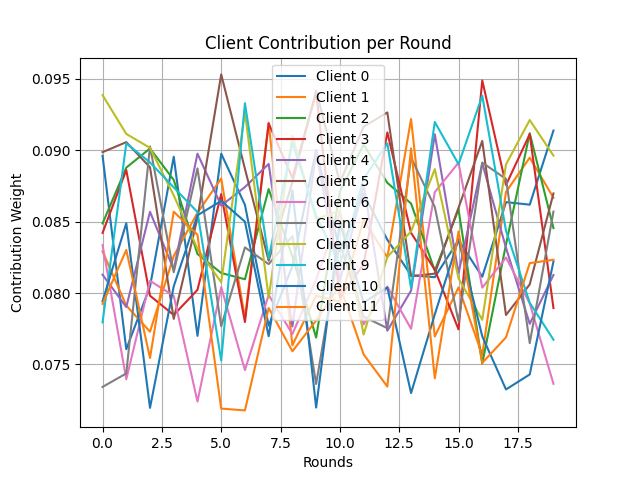 Client Contribution per Round
Contribution Weight
0.095
0.090
0.085
0.080
0.075
Client 0
Client 1
Client 2
Client 3
Client 4
Client 5
Client 6
Client 7
Client 8
Client 9
Client 10
Client 11
0.0 2.5 5.0 7.5 10.0 12.5 15.0 17.5
Rounds